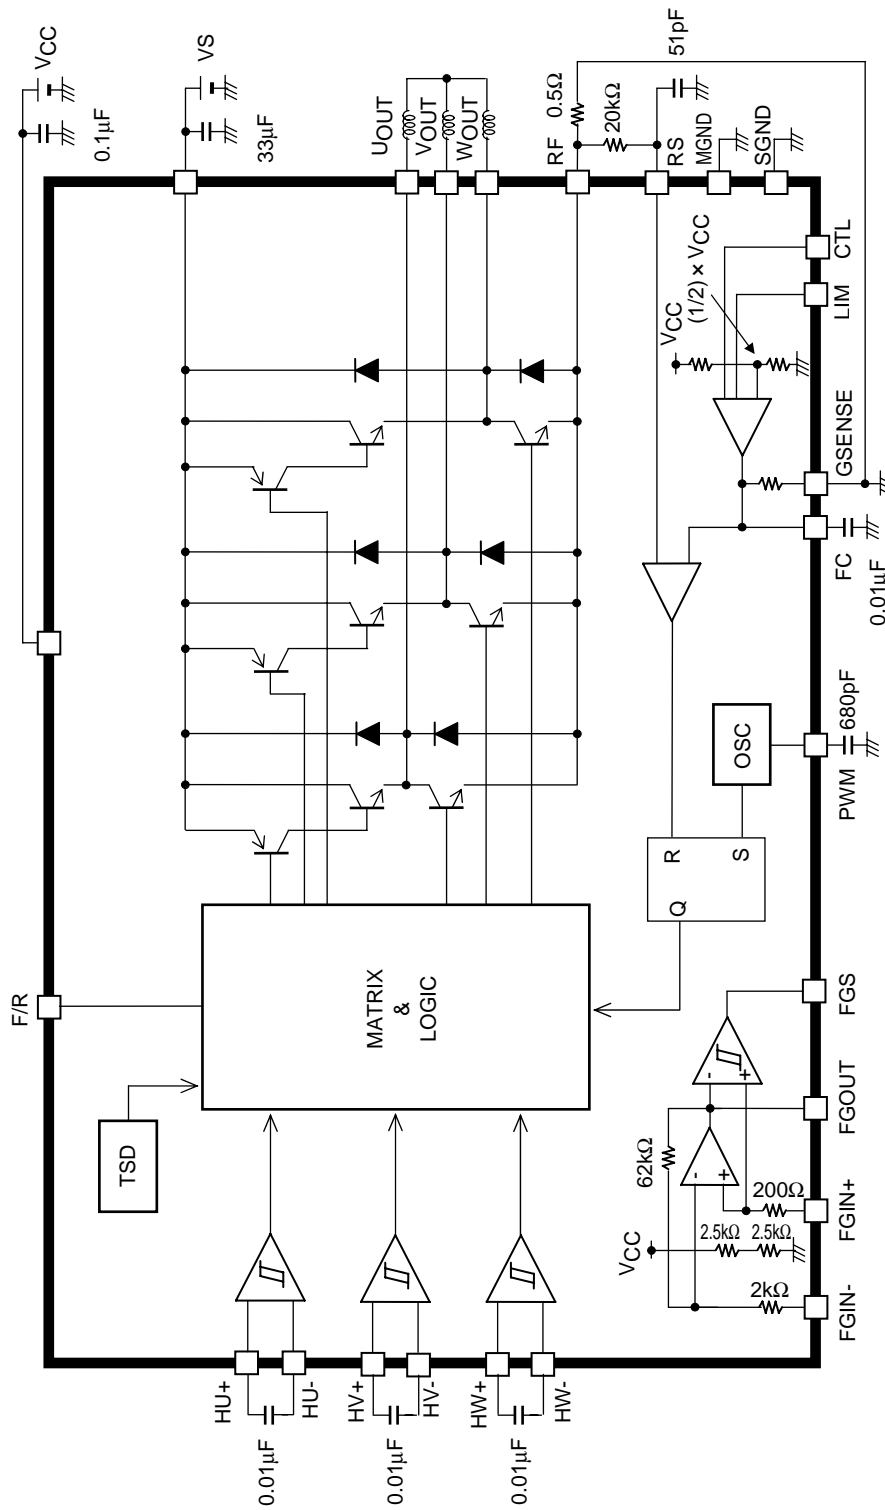 VCC
0.1µF
VS
33µF
UOUT
VOUT
WOUT
RF
0.5Ω
20kΩ
RS
51pF
MGND
SGND
CTL
LIM
VCC
(1/2) × VCC
GSENSE
FC
0.01µF
680pF
PWM
OSC
R
S
Q
F/R
TSD
MATRIX
&
LOGIC
FGS
FGOUT
FGIN+
FGIN-
62kΩ
-
+
-
+
200Ω
VCC
2.5kΩ
2.5kΩ
2kΩ
HU+
HU-
HV+
HV-
HW+
HW-
0.01µF
0.01µF
0.01µF